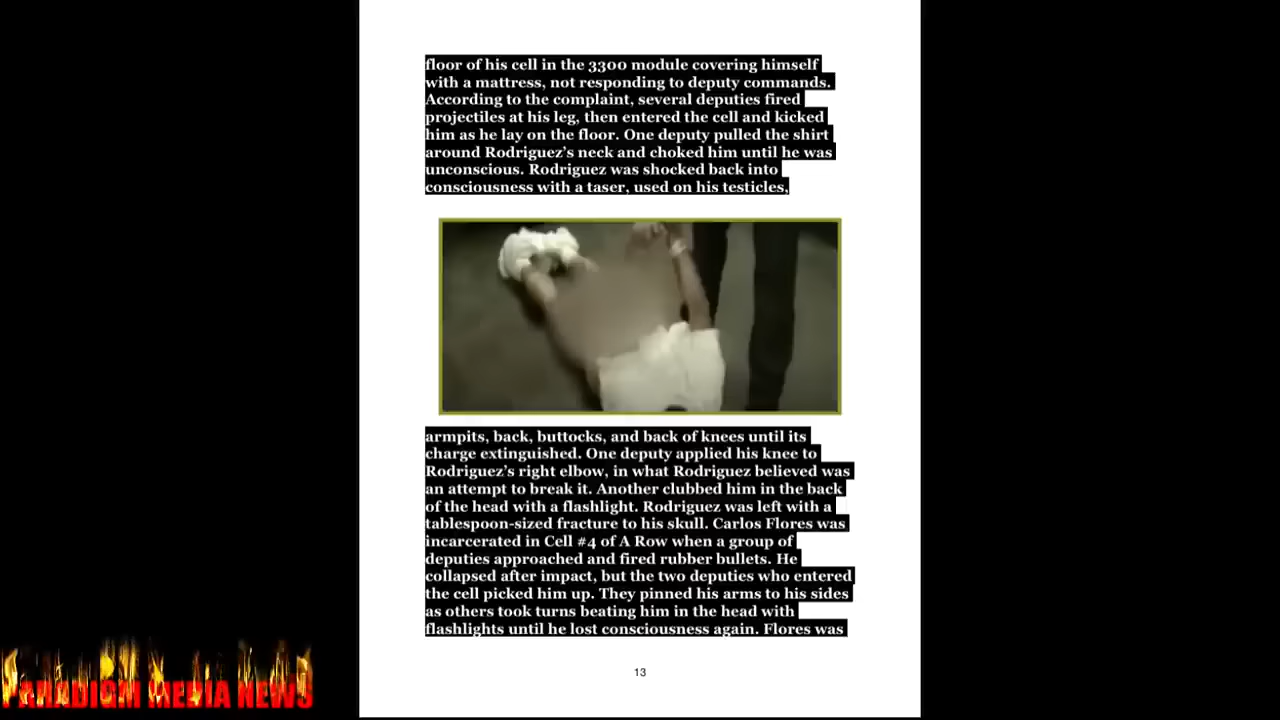 floor of his cell in the 3300 module covering himself
with a mattress, not responding to deputy commands.
According to the complaint, several deputies fired
projectiles at his leg, then entered the cell and kicked
him as he lay on the floor. One deputy pulled the shirt
around Rodriguez’s neck and choked him until he was
unconscious. Rodriguez was shocked back into
consciousness with a taser, used on his testicles,
armpits, back, buttocks, and back of knees until its
charge extinguished. One deputy applied his knee to
Rodriguez’s right elbow, in what Rodriguez believed was
an attempt to break it. Another clubbed him in the back
of the head with a flashlight. Rodriguez was left with a
tablespoon-sized fracture to his skull. Carlos Flores was
incarcerated in Cell #4 of A Row when a group of
deputies approached and fired rubber bullets. He
collapsed after impact, but the two deputies who entered
the cell picked him up. They pinned his arms to his sides
as others took turns beating him in the head with
flashlights until he lost consciousness again. Flores was
13
PARADIGM MEDIA NEWS